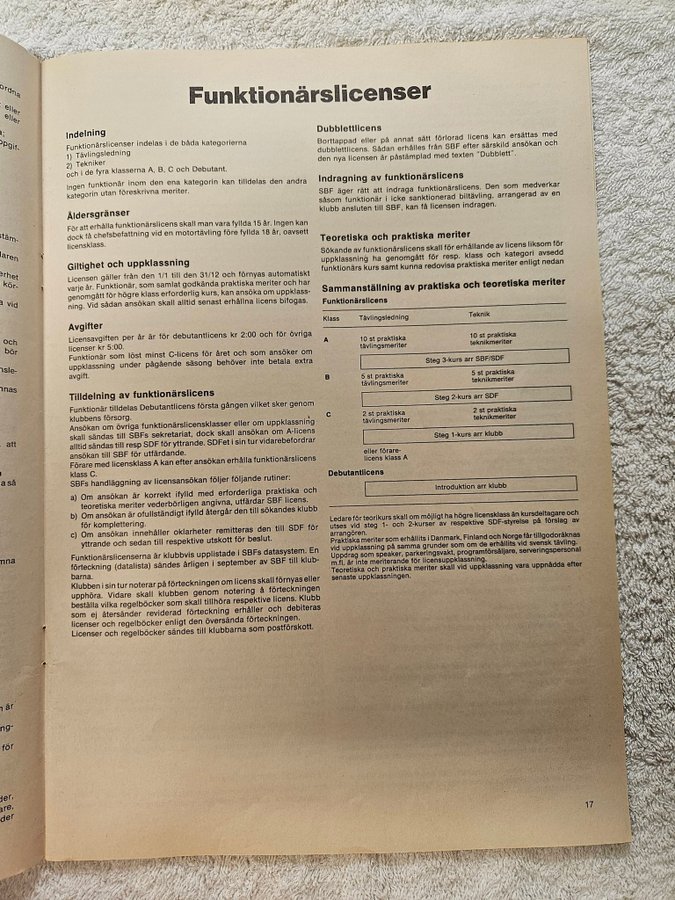 ordna
eller
eller
Funktionärslicenser
Indelning
Funktionärslicenser indelas i de båda kategorierna
1) Tävlingsledning
2) Tekniker
och i de fyra klasserna A, B, C och Debutant.
Ingen funktionär inom den ena kategorin kan tilldelas den andra
kategorin utan föreskrivna meriter.
Åldersgränser
För att erhålla funktionärslicens skall man vara fyllda 15 år. Ingen kan
dock få chefsbefattning vid en motortävling före fyllda 18 år, oavsett
licensklass.
Giltighet och uppklassning
Licensen gäller från den 1/1 till den 31/12 och förnyas automatiskt
varje år. Funktionär, som samlat godkända praktiska meriter och har
genomgått för högre klass erforderlig kurs, kan ansöka om uppklass-
ning. Vid sådan ansökan skall alltid senast erhållna licens bifogas.
Avgifter
Licensavgiften per år är för debutantlicens kr 2:00 och för övriga
licenser kr 5:00.
Funktionär som löst minst C-licens för året och som ansöker om
uppklassning under pågående säsong behöver inte betala extra
avgift.
Tilldelning av funktionärslicens
Funktionär tilldelas Debutantlicens första gången vilket sker genom
klubbens försorg.
Ansökan om övriga funktionärslicensklasser eller om uppklassning
skall sändas till SBFs sekretariat, dock skall ansökan om A-licens
alltid sändas till resp SDF för yttrande. SDFet i sin tur vidarebefordrar
ansökan till SBF för utfärdande.
Förare med licensklass A kan efter ansökan erhålla funktionärslicens
klass C.
SBFs handläggning av licensansökan följer följande rutiner:
a) Om ansökan är korrekt ifylld med erforderliga praktiska och
teoretiska meriter vederbörligen angivna, utfärdar SBF licens.
b) Om ansökan är ofullständigt ifylld återgår den till sökandes klubb
för komplettering.
c) Om ansökan innehåller oklarheter remitteras den till SDF för
yttrande och sedan till respektive utskott för beslut.
Funktionärslicenserna är klubbvis upplistade i SBFs datasystem. En
förteckning (datalista) sändes årligen i september av SBF till klub-
barna.
Klubben i sin tur noterar på förteckningen om licens skall förnyas eller
upphöra. Vidare skall klubben genom notering å förteckningen
beställa vilka regelböcker som skall tillhöra respektive licens. Klubb
som ej återsänder reviderad förteckning erhåller och debiteras
licenser och regelböcker enligt den översända förteckningen.
Licenser och regelböcker sändes till klubbarna som postförskott.
Dubblettlicens
Borttappad eller på annat sätt förlorad licens kan ersättas med
dubblettlicens. Sådan erhålles från SBF efter särskild ansökan och
den nya licensen är påstämplad med texten "Dubblett".
Indragning av funktionärslicens
SBF äger rätt att indraga funktionärslicens. Den som medverkar
såsom funktionär i icke sanktionerad biltävling, arrangerad av en
klubb ansluten till SBF, kan få licensen indragen.
Teoretiska och praktiska meriter
Sökande av funktionärslicens skall för erhållande av licens liksom för
uppklassning ha genomgått för resp. klass och kategori avsedd
funktionärs kurs samt kunna redovisa praktiska meriter enligt nedan
Sammanställning av praktiska och teoretiska meriter
Funktionärslicens
Klass Tävlingsledning Teknik
A 10 st praktiska tävlingsmeriter 10 st praktiska teknikmeriter
Steg 3-kurs arr SBF/SDF
B 5 st praktiska tävlingsmeriter 5 st praktiska teknikmeriter
Steg 2-kurs arr SDF
C 2 st praktiska tävlingsmeriter 2 st praktiska teknikmeriter
Steg 1-kurs arr klubb
eller förare-
licens klass A
Debutantlicens
Introduktion arr klubb
Ledare för teorikurs skall om möjligt ha högre licensklass än kursdeltagare och
utses vid steg 1- och 2-kurser av respektive SDF-styrelse på förslag av
arrangören.
Praktiska meriter som erhållits i Danmark, Finland och Norge får tillgodoräknas
vid uppklassning på samma grunder som om de erhållits vid svensk tävling.
Uppdrag som speaker, parkeringsvakt, programförsäljare, serveringspersonal
m.fl. är inte meriterande för licensuppklassning.
Teoretiska och praktiska meriter skall vid uppklassning vara uppnådda efter
senaste uppklassningen.
17